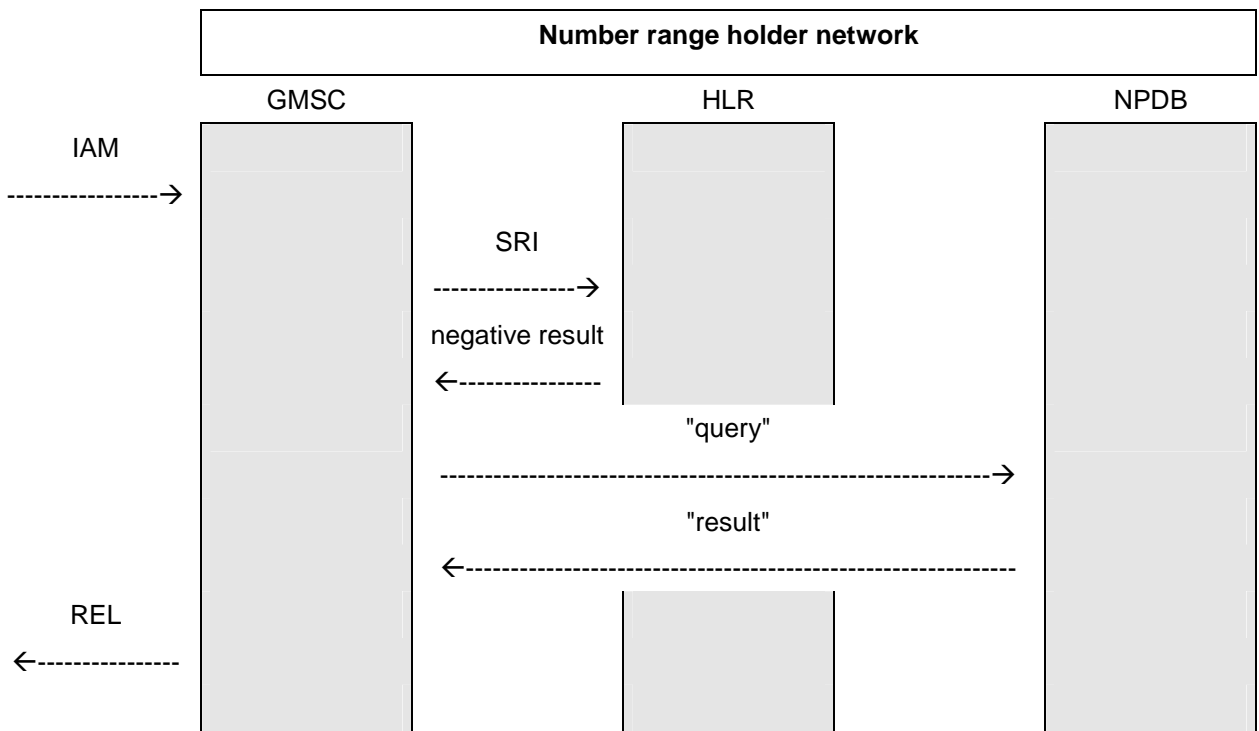 Number range holder network
GMSC HLR NPDB
IAM
SRI
negative result
"query"
"result"
REL